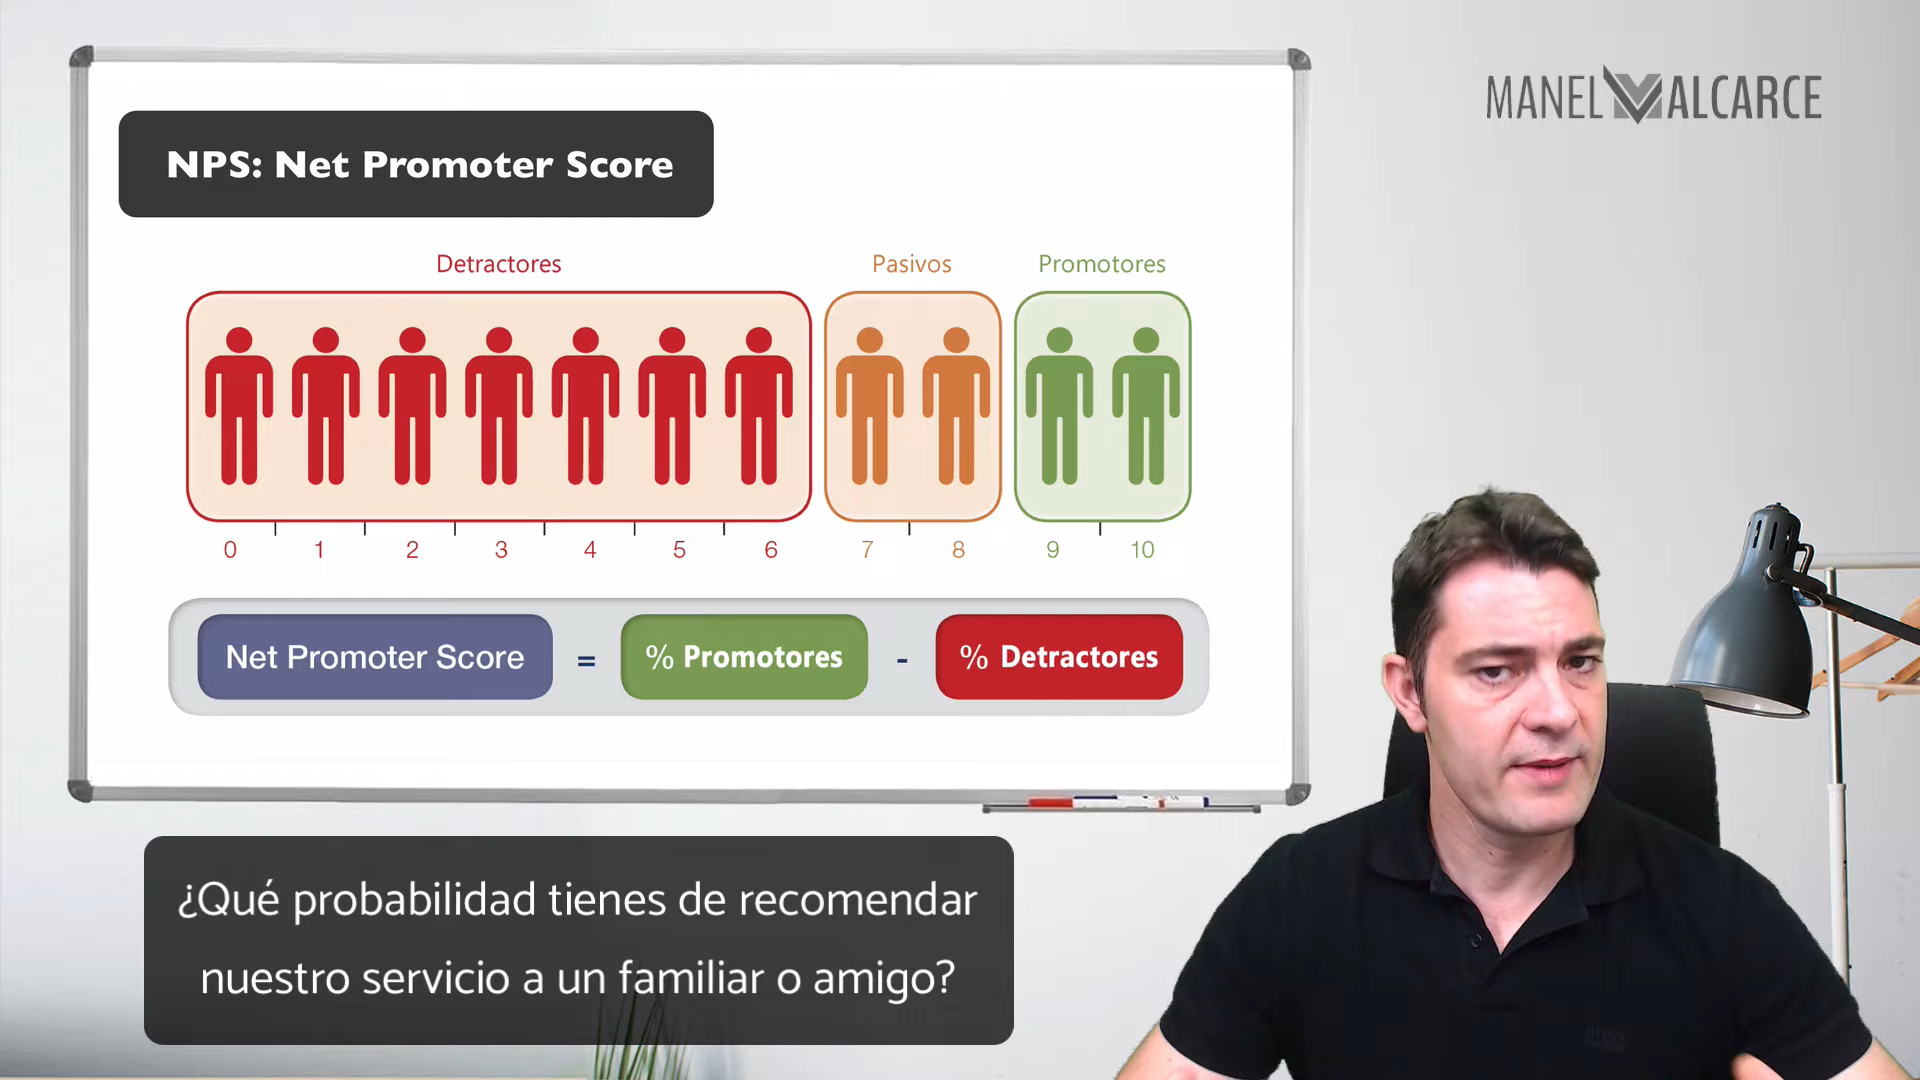 MANEL VALCARCE
NPS: Net Promoter Score
Detractores Pasivos Promotores
0 1 2 3 4 5 6 7 8 9 10
Net Promoter Score = % Promotores - % Detractores
¿Qué probabilidad tienes de recomendar
nuestro servicio a un familiar o amigo?